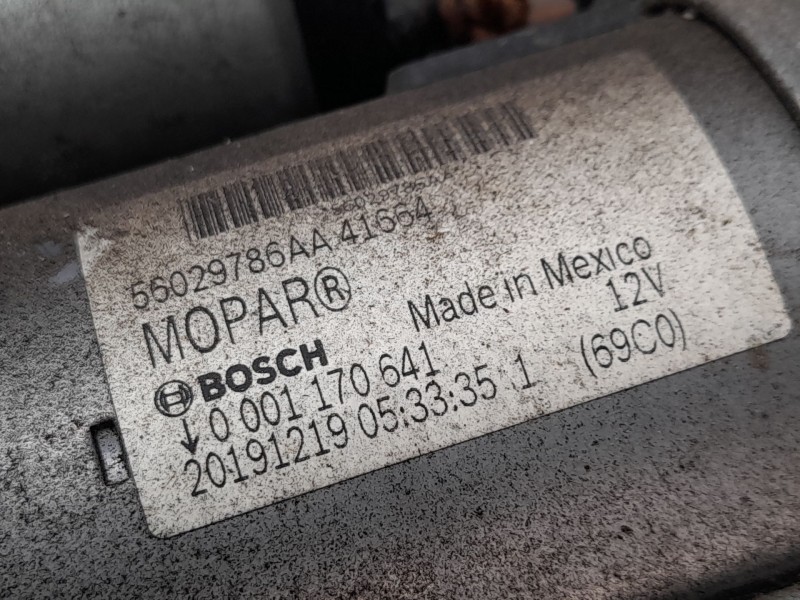 56029786AA 41664
MOPAR®
Made in Mexico
BOSCH
12V
0 001 170 641
(69C0)
20191219 05:33:35 1